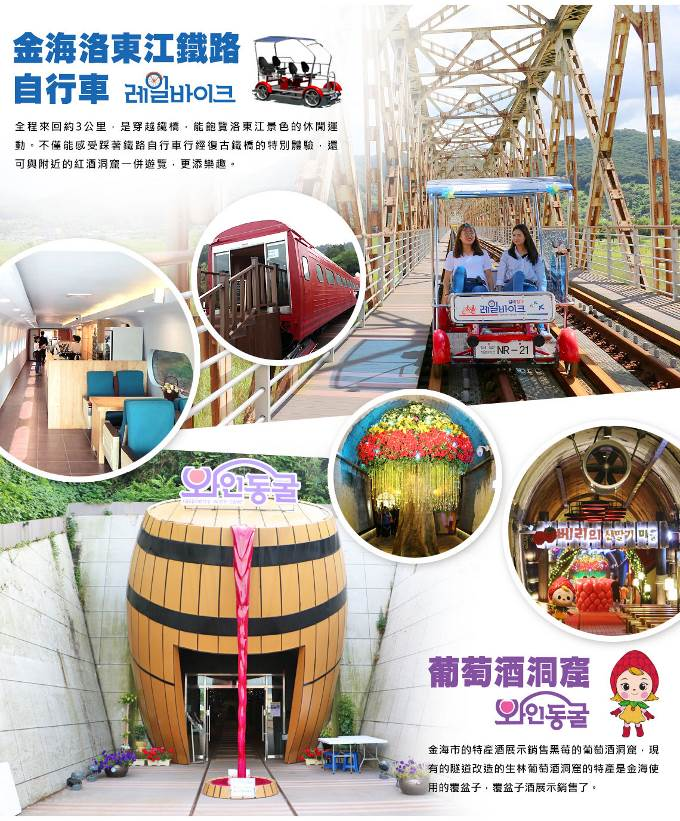 金海洛東江鐵路
自行車 레일바이크
全程來回約3公里，是穿越鐵橋，能飽覽洛東江景色的休閒運
動。不僅能感受踩著鐵路自行車行經復古鐵橋的特別體驗，還
可與附近的紅酒洞窟一併遊覽，更添樂趣。
레일바이크
NR-21
와인동굴
베리의 산딸기 마을
葡萄酒洞窟
와인동굴
金海市的特產酒展示銷售黑莓的葡萄酒洞窟，現
有的隧道改造的生林葡萄酒洞窟的特產是金海使
用的覆盆子，覆盆子酒展示銷售了。